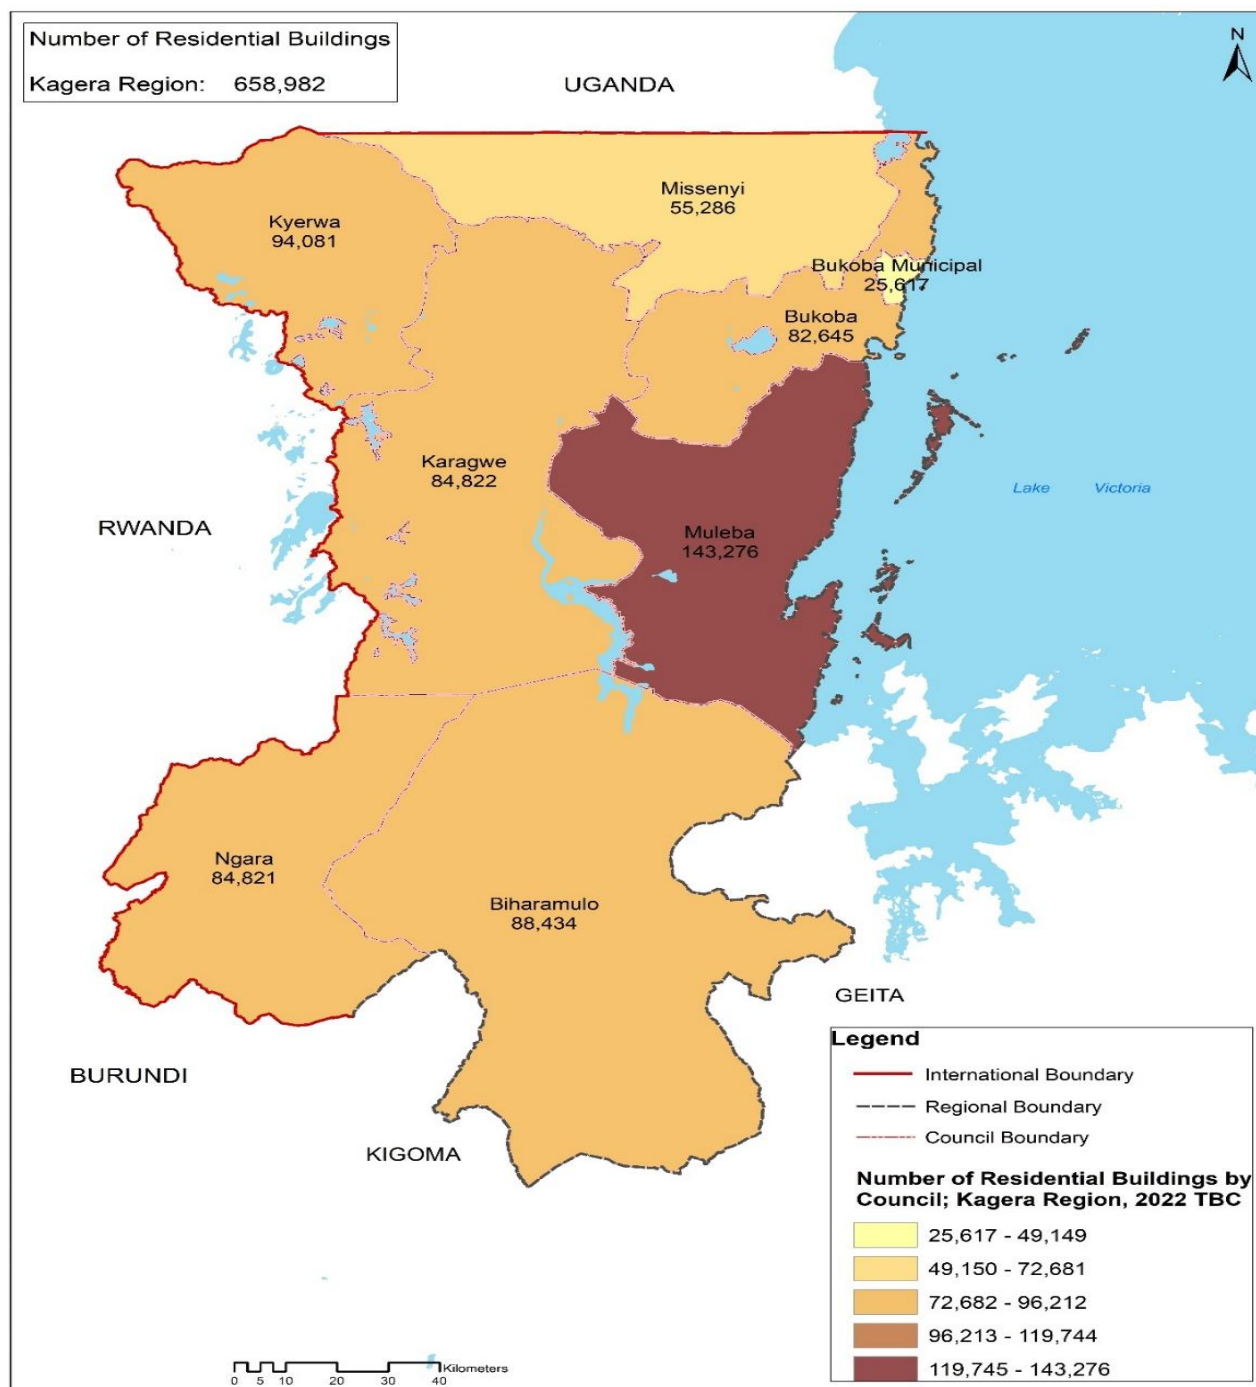 Number of Residential Buildings
Kagera Region: 658,982
N
UGANDA
Missenyi
55,286
Kyerwa
94,081
Bukoba Municipal
25,617
Bukoba
82,645
Karagwe
84,822
Lake Victoria
RWANDA
Muleba
143,276
Ngara
84,821
Biharamulo
88,434
GEITA
BURUNDI
KIGOMA
Legend
International Boundary
Regional Boundary
Council Boundary
Number of Residential Buildings by
Council; Kagera Region, 2022 TBC
25,617 - 49,149
49,150 - 72,681
72,682 - 96,212
96,213 - 119,744
119,745 - 143,276
Kilometers
0 5 10 20 30 40